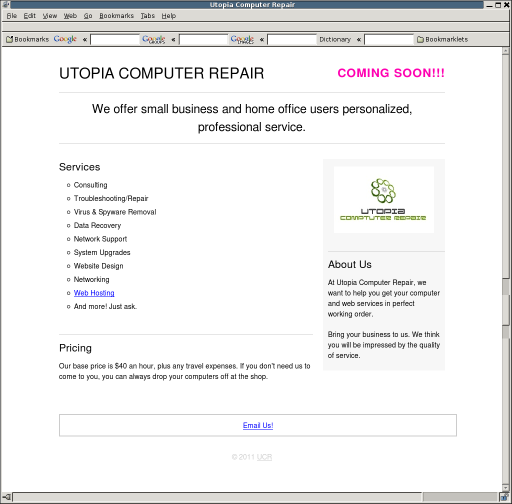 Utopia Computer Repair
File Edit View Web Go Bookmarks Tabs Help
Bookmarks Google « Google « Google « Dictionary « Bookmarklets
UTOPIA COMPUTER REPAIR
COMING SOON!!!
We offer small business and home office users personalized,
professional service.
Services
Consulting
Troubleshooting/Repair
Virus & Spyware Removal
Data Recovery
Network Support
System Upgrades
Website Design
Networking
Web Hosting
And more! Just ask.
Pricing
Our base price is $40 an hour, plus any travel expenses. If you don't need us to
come to you, you can always drop your computers off at the shop.
UTOPIA
COMPTUTER REPAIR
About Us
At Utopia Computer Repair, we
want to help you get your computer
and web services in perfect
working order.
Bring your business to us. We think
you will be impressed by the quality
of service.
Email Us!
© 2011 UCR